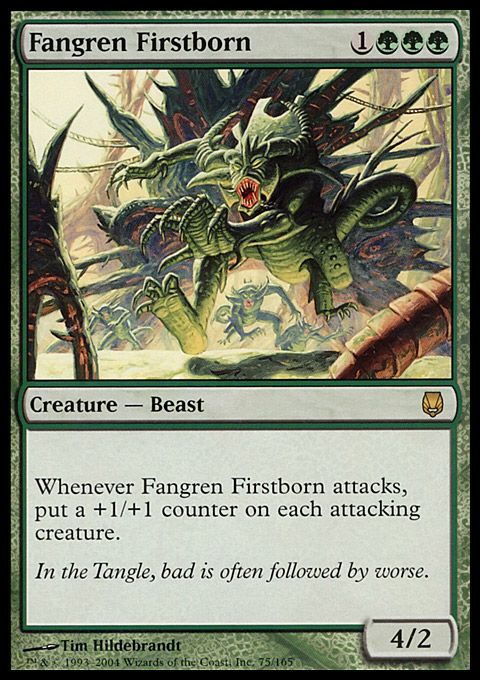 Fangren Firstborn 1
Creature — Beast
Whenever Fangren Firstborn attacks,
put a +1/+1 counter on each attacking
creature.
In the Tangle, bad is often followed by worse.
4/2
Tim Hildebrandt
™ & © 1993–2004 Wizards of the Coast, Inc. 75/165